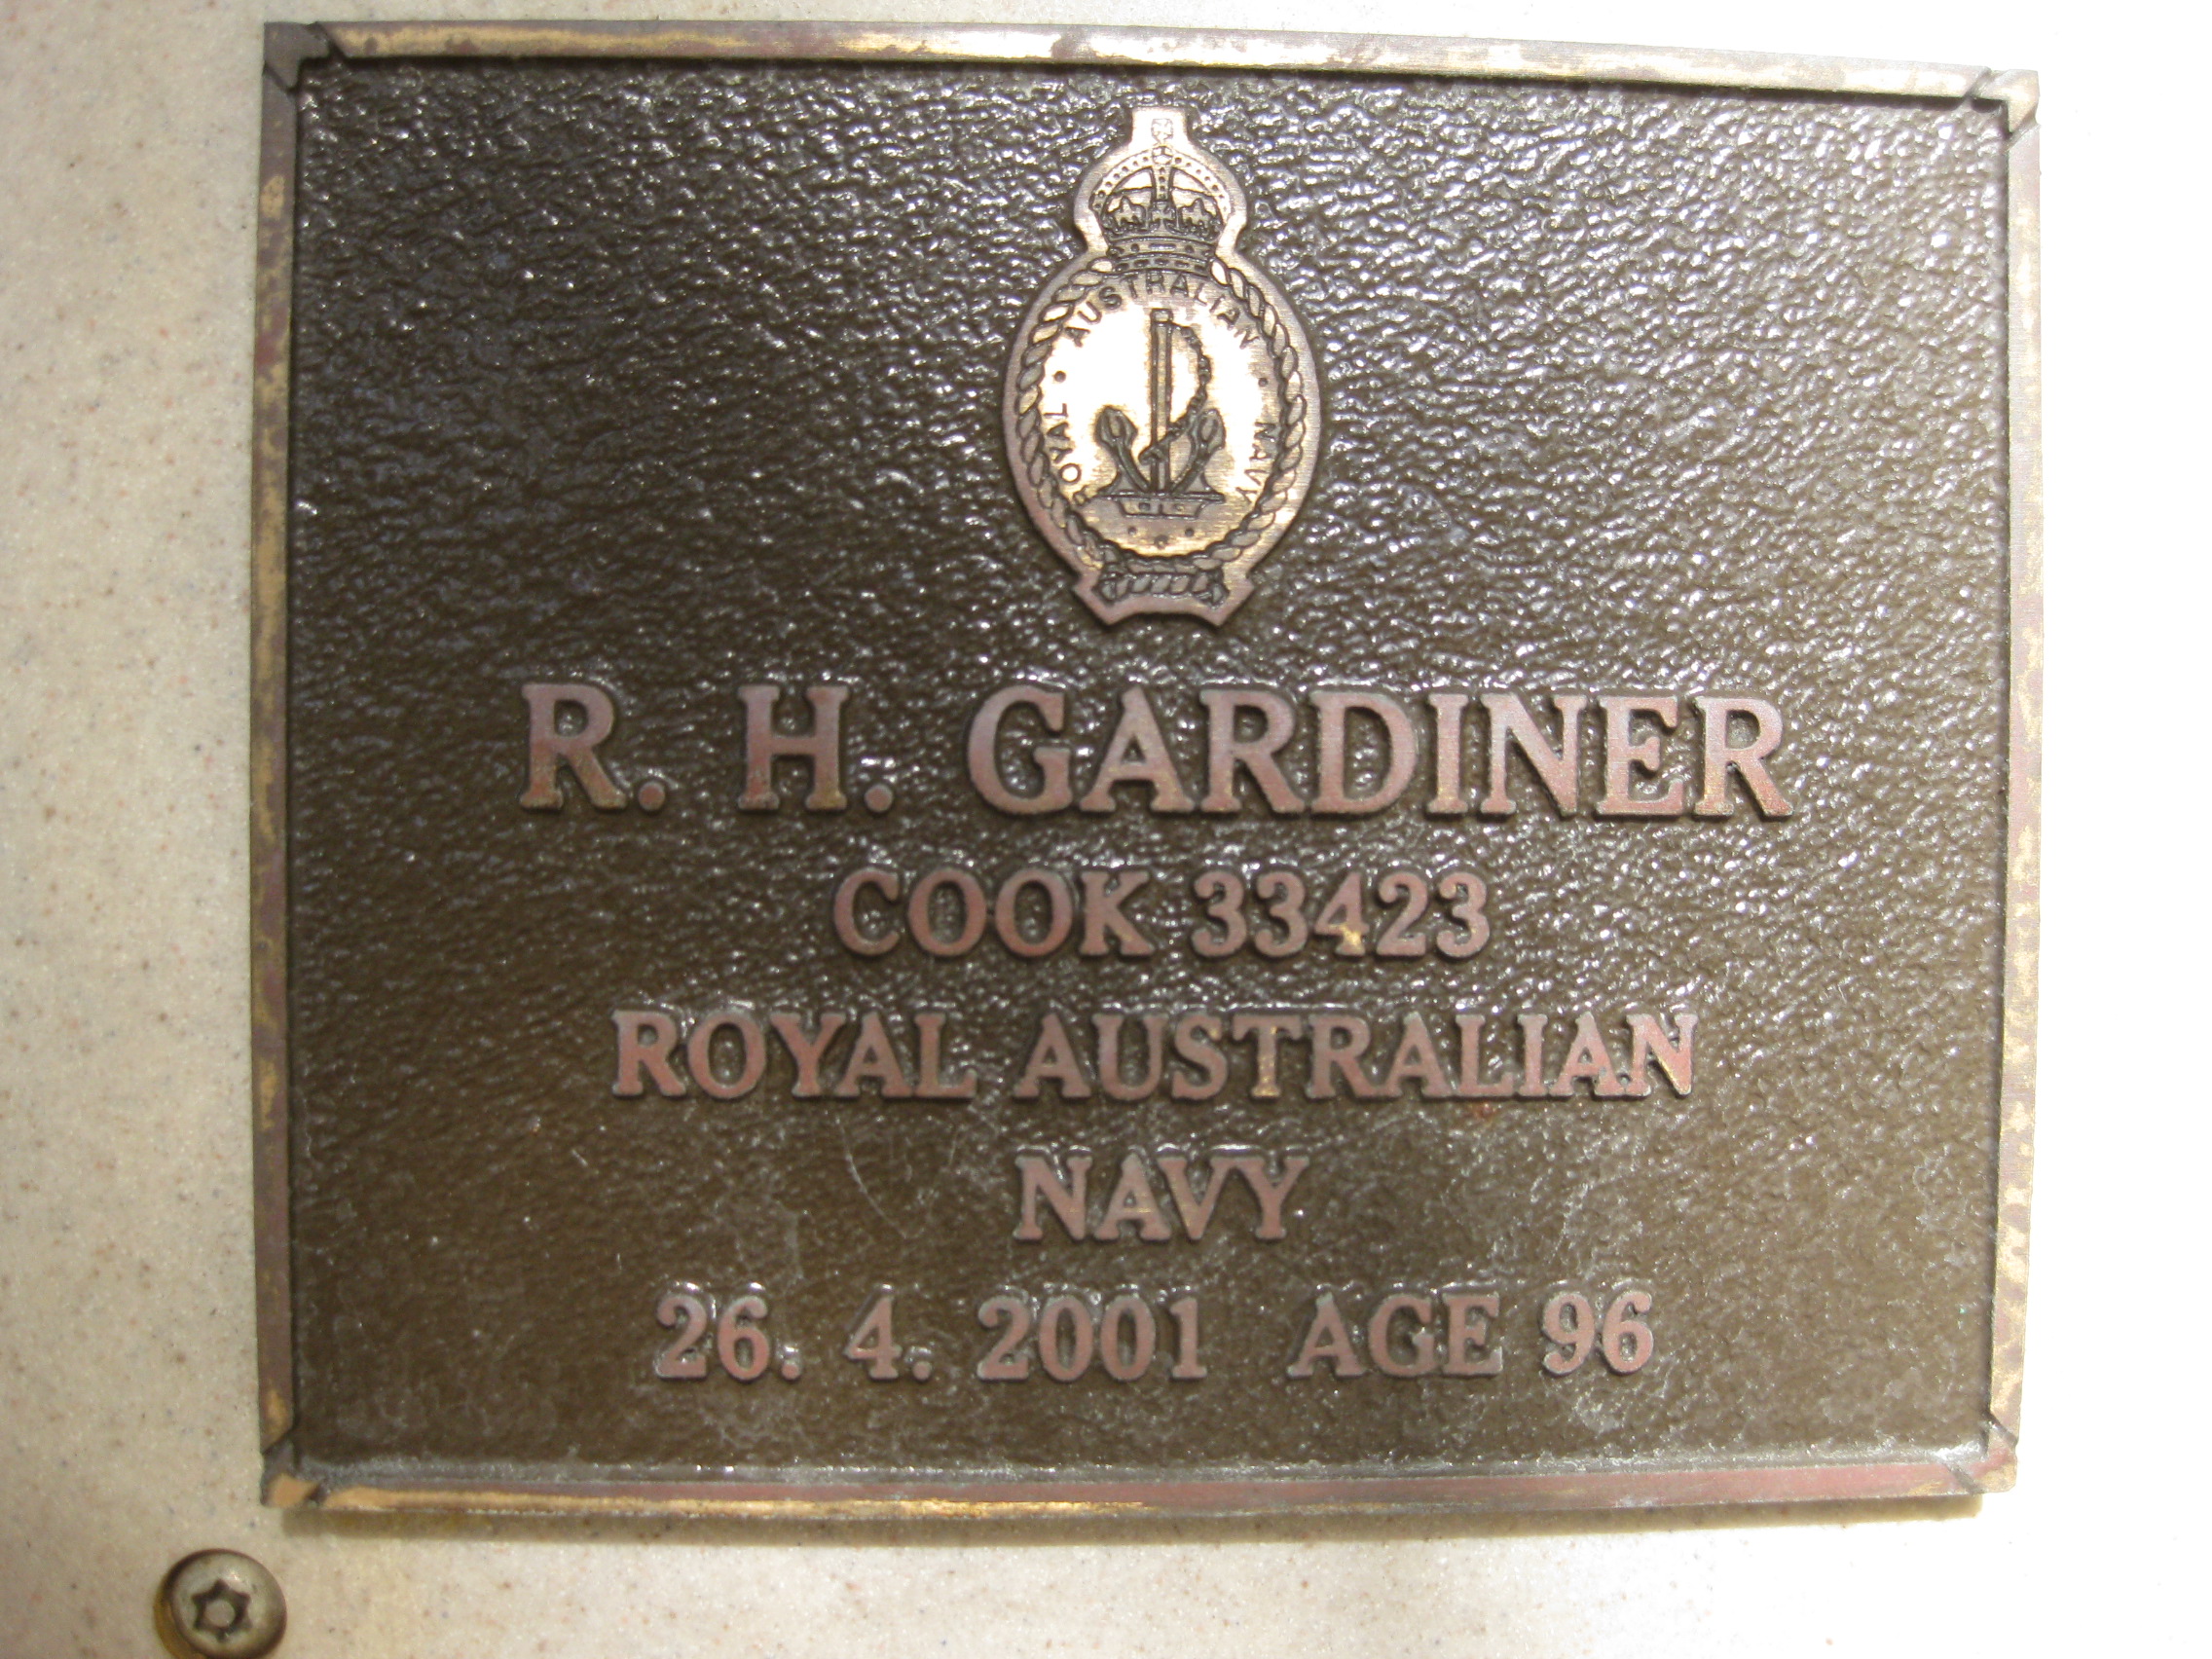 ROYAL · AUSTRALIAN · NAVY
R. H. GARDINER
COOK 33423
ROYAL AUSTRALIAN
NAVY
26. 4. 2001 AGE 96